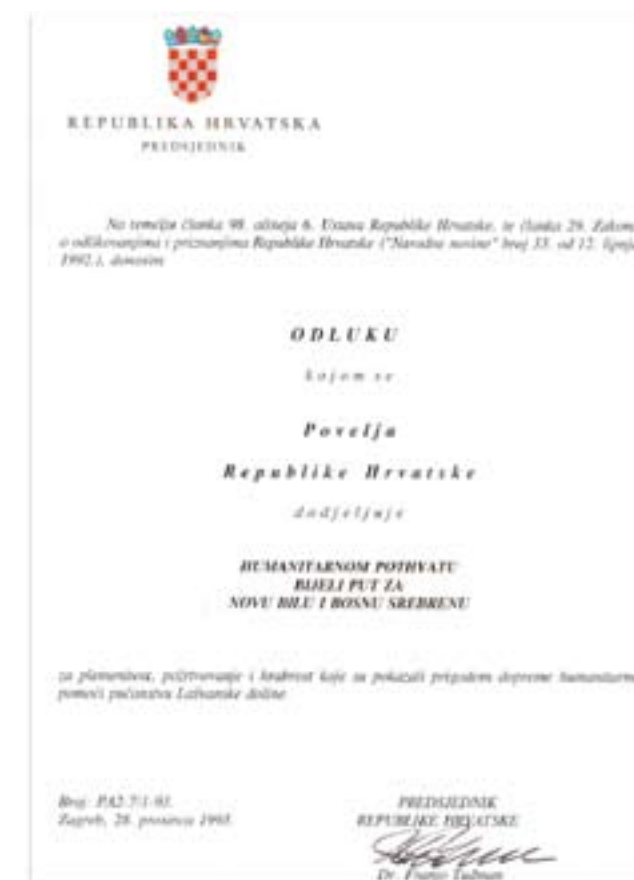 REPUBLIKA HRVATSKA
PREDSJEDNIK
Na temelju članka 98. alineja 6. Ustava Republike Hrvatske, te članka 29. Zakona
o odlikovanjima i priznanjima Republike Hrvatske ("Narodne novine" broj 33. od 12. lipnja
1992.), donosim
ODLUKU
kojom se
Povelja
Republike Hrvatske
dodjeljuje
HUMANITARNOM POTHVATU
BIJELI PUT ZA
NOVU BILU I BOSNU SREBRENU
za plemenitost, požrtvovanje i hrabrost koje su pokazali prigodom dopreme humanitarne
pomoći pučanstvu Lašvanske doline
Broj:
Zagreb, 28. prosinca
PREDSJEDNIK
REPUBLIKE HRVATSKE
Dr. Franjo Tuđman